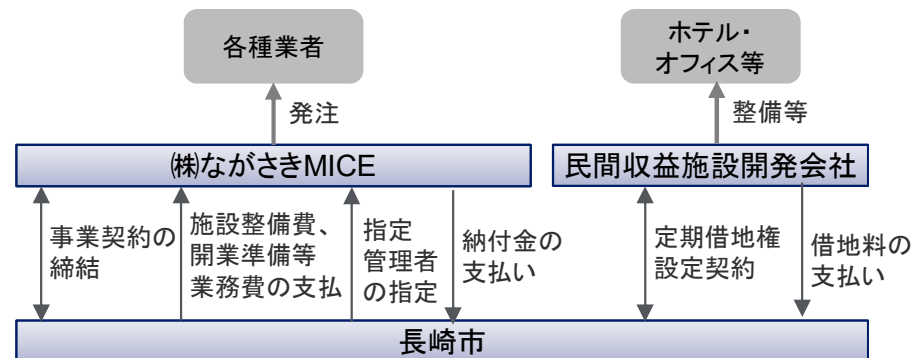 各種業者
ホテル・
オフィス等
発注
整備等
㈱ながさきMICE
民間収益施設開発会社
事業契約の
締結
施設整備費、
開業準備等
業務費の支払
指定
管理者
の指定
納付金の
支払い
定期借地権
設定契約
借地料の
支払い
長崎市